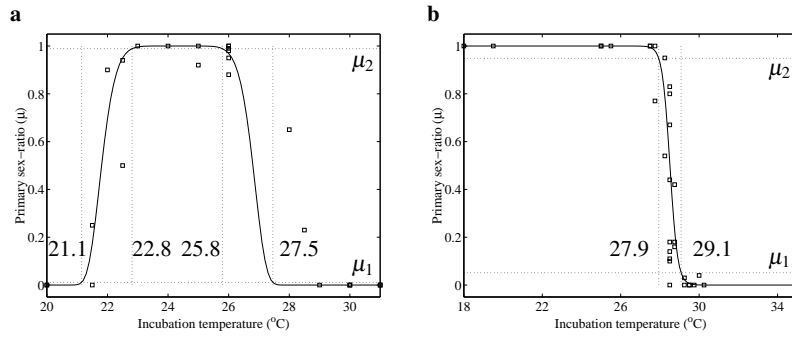 a
1
0.8
0.6
0.4
0.2
0
Primary sex−ratio (μ)
μ2
μ1
21.1
22.8
25.8
27.5
20 22 24 26 28 30
Incubation temperature (°C)
b
1
0.8
0.6
0.4
0.2
0
Primary sex−ratio (μ)
μ2
μ1
27.9
29.1
18 22 26 30 34
Incubation temperature (°C)